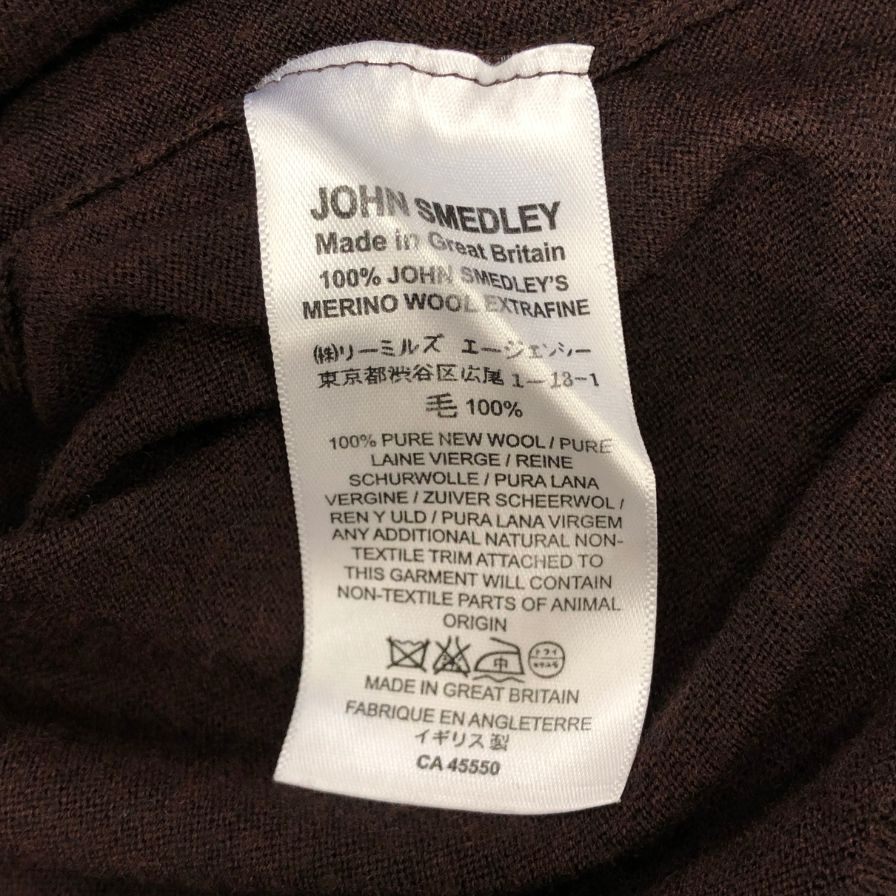 JOHN SMEDLEY
Made in Great Britain
100% JOHN SMEDLEY'S
MERINO WOOL EXTRAFINE
(株)リーミルズ エージェンシー
東京都渋谷区広尾 1-13-1
毛 100%
100% PURE NEW WOOL / PURE
LAINE VIERGE / REINE
SCHURWOLLE / PURA LANA
VERGINE / ZUIVER SCHEERWOL /
REN Y ULD / PURA LANA VIRGEM
ANY ADDITIONAL NATURAL NON-
TEXTILE TRIM ATTACHED TO
THIS GARMENT WILL CONTAIN
NON-TEXTILE PARTS OF ANIMAL
ORIGIN
中 ドライ
MADE IN GREAT BRITAIN
FABRIQUE EN ANGLETERRE
イギリス製
CA 45550